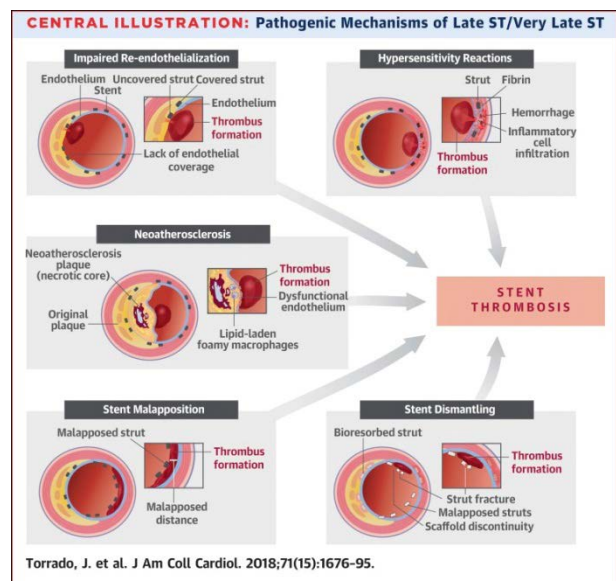 CENTRAL ILLUSTRATION: Pathogenic Mechanisms of Late ST/Very Late ST
Impaired Re-endothelialization
Endothelium
Stent
Uncovered strut
Covered strut
Endothelium
Thrombus
formation
Lack of endothelial
coverage
Hypersensitivity Reactions
Strut
Fibrin
Hemorrhage
Inflammatory
cell
infiltration
Thrombus
formation
Neoatherosclerosis
Neoatherosclerosis
plaque
(necrotic core)
Original
plaque
Thrombus
formation
Dysfunctional
endothelium
Lipid-laden
foamy macrophages
STENT
THROMBOSIS
Stent Malapposition
Malapposed strut
Thrombus
formation
Malapposed
distance
Stent Dismantling
Bioresorbed strut
Thrombus
formation
Strut fracture
Malapposed struts
Scaffold discontinuity
Torrado, J. et al. J Am Coll Cardiol. 2018;71(15):1676–95.